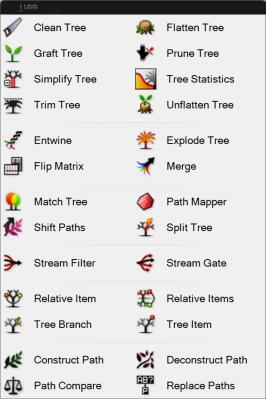 Tree
Clean Tree Flatten Tree
Graft Tree Prune Tree
Simplify Tree Tree Statistics
Trim Tree Unflatten Tree
Entwine Explode Tree
Flip Matrix Merge
Match Tree Path Mapper
Shift Paths Split Tree
Stream Filter Stream Gate
Relative Item Relative Items
Tree Branch Tree Item
Construct Path Deconstruct Path
Path Compare AB? P Replace Paths